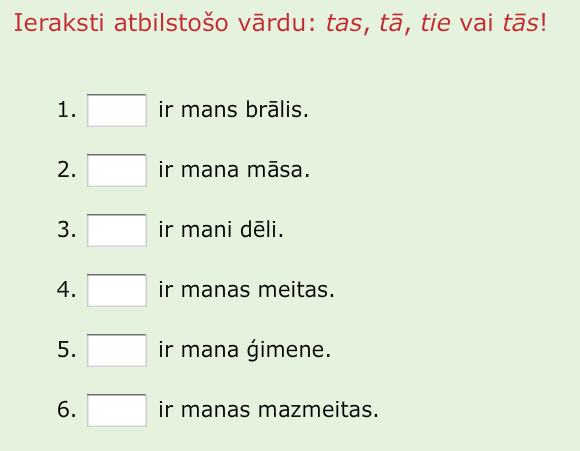 Ieraksti atbilstošo vārdu: tas, tā, tie vai tās!
1. ir mans brālis.
2. ir mana māsa.
3. ir mani dēli.
4. ir manas meitas.
5. ir mana ģimene.
6. ir manas mazmeitas.